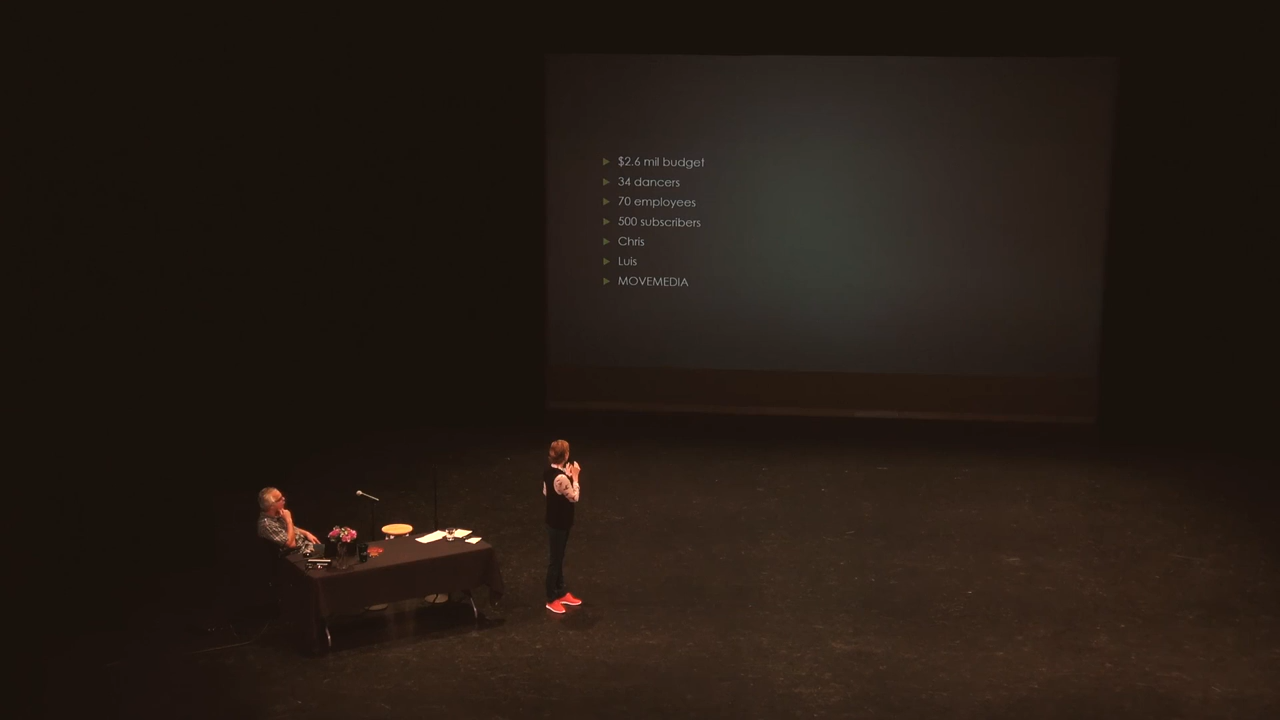 $2.6 mil budget
34 dancers
70 employees
500 subscribers
Chris
Luis
MOVEMEDIA